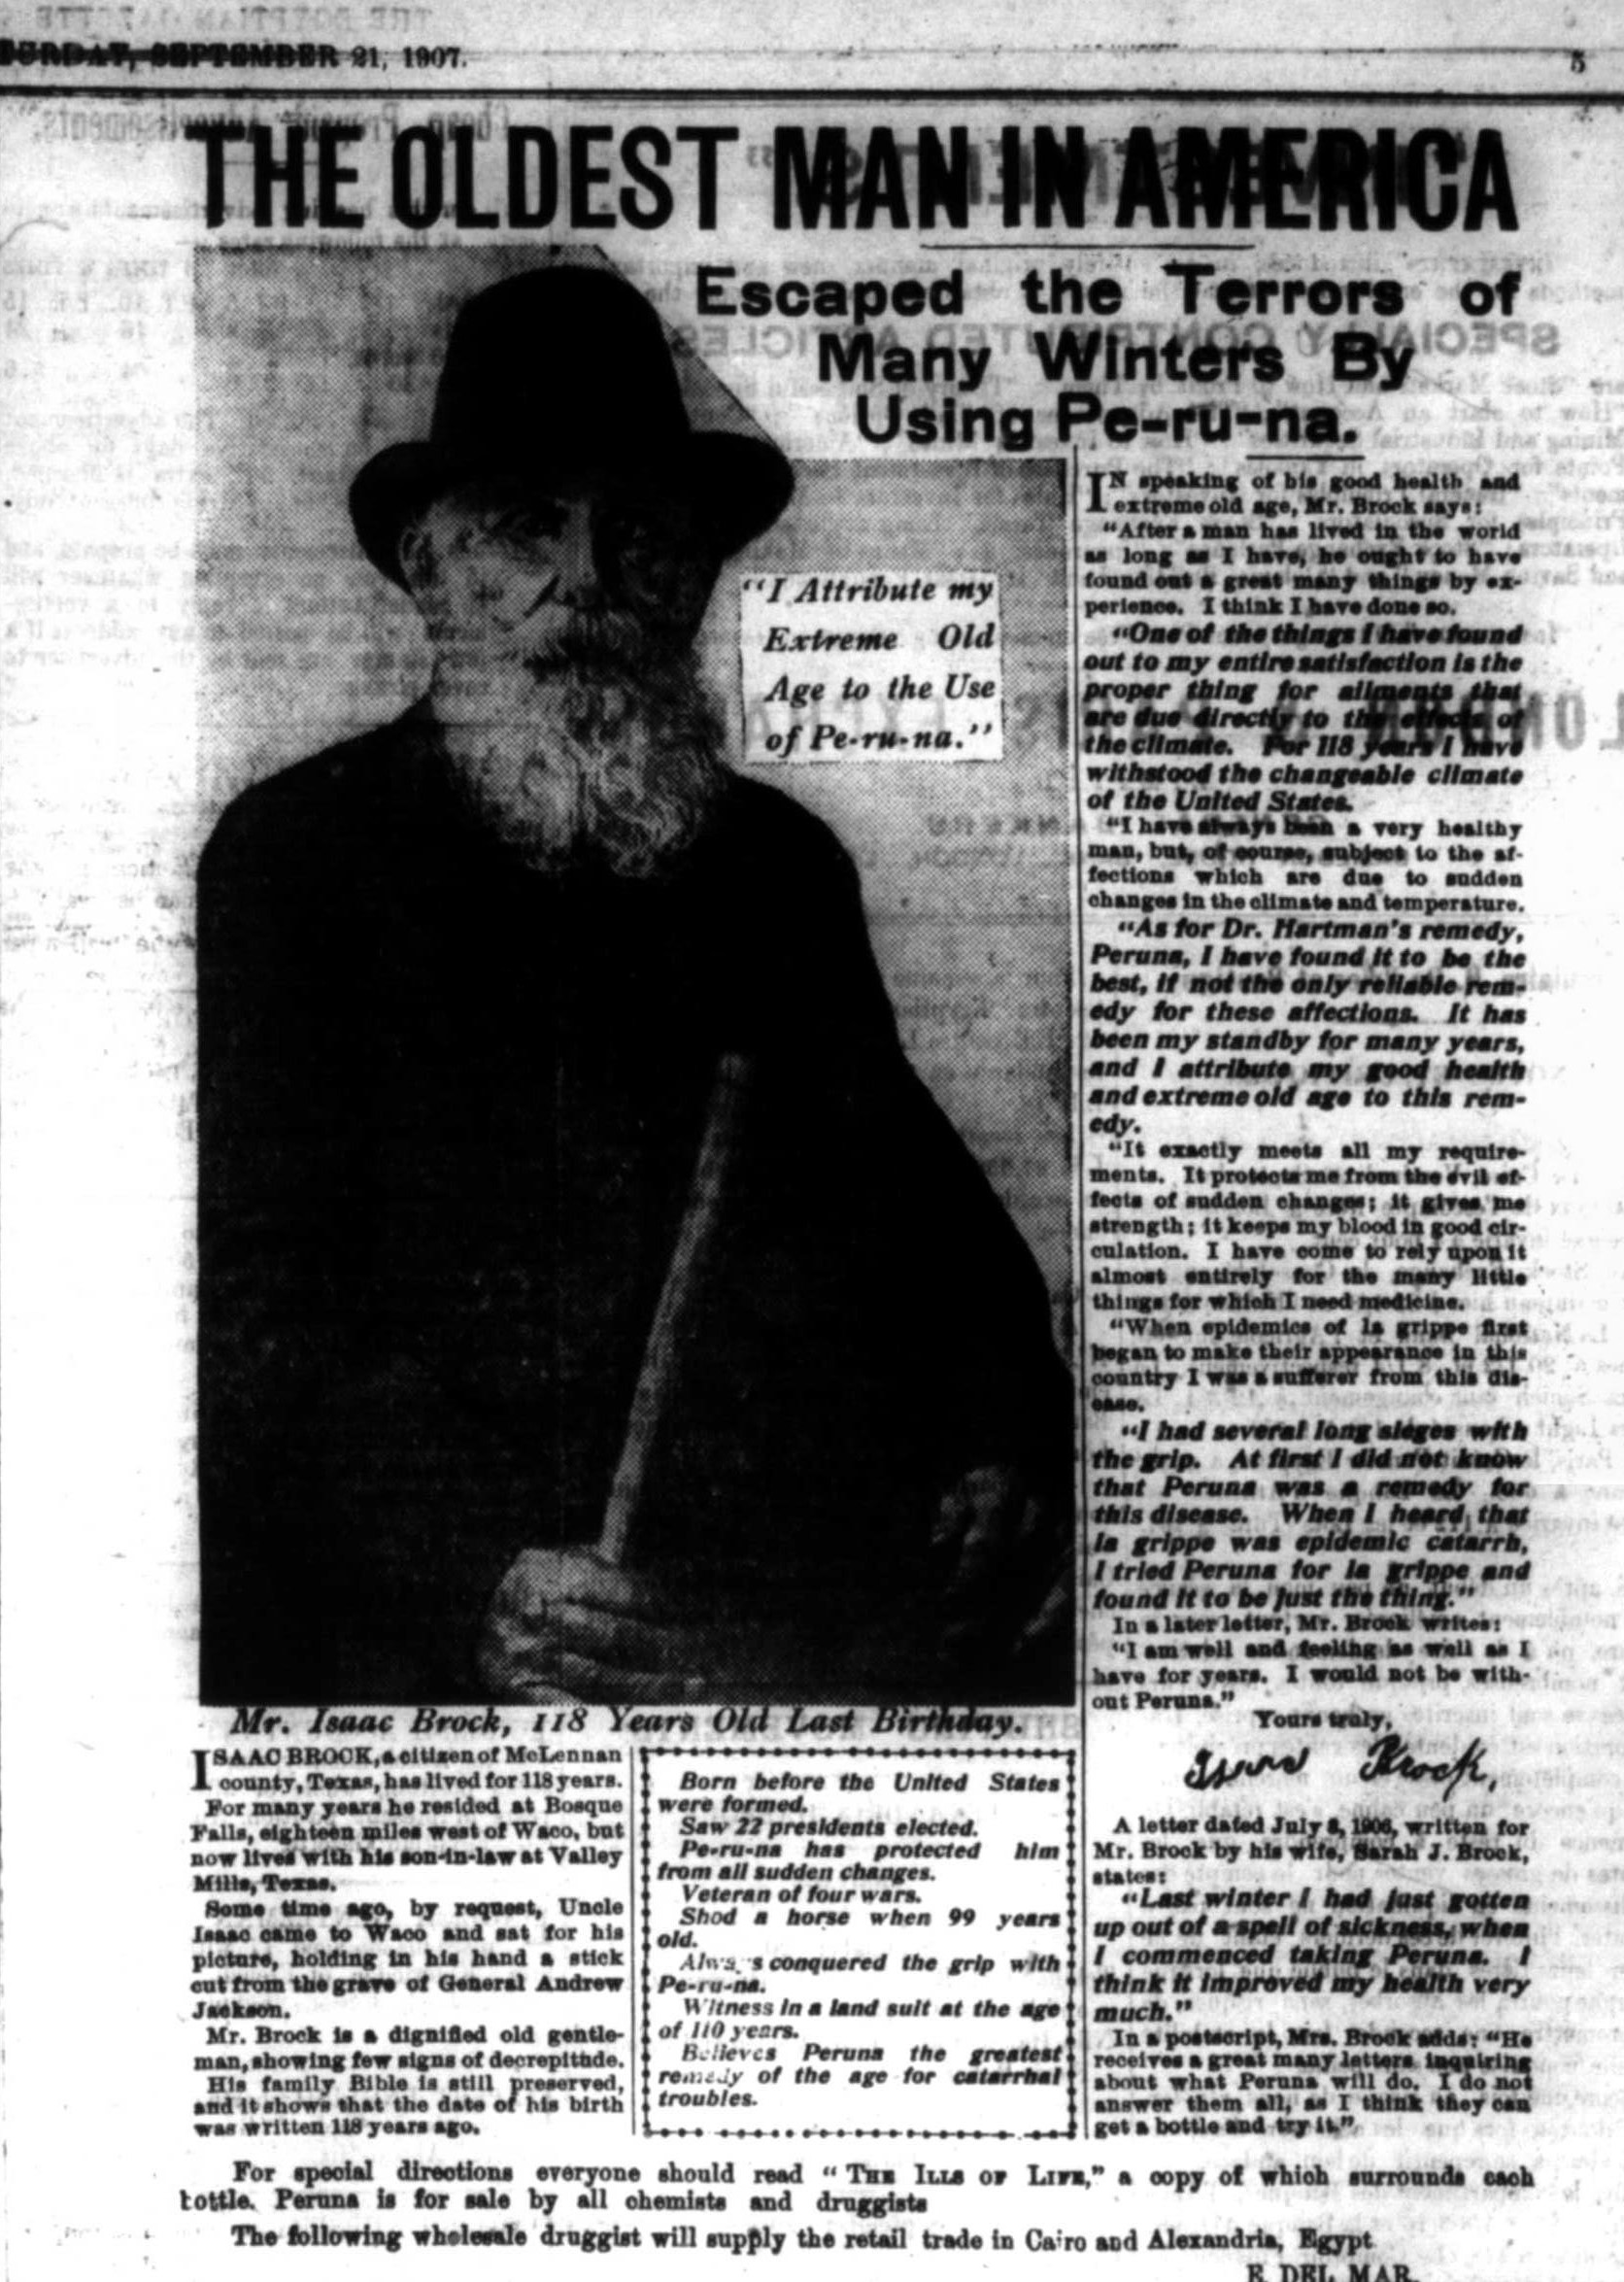 SEPTEMBER 21, 1907.
5
THE OLDEST MAN IN AMERICA
Escaped the Terrors of
Many Winters By
Using Pe-ru-na.
"I Attribute my
Extreme Old
Age to the Use
of Pe-ru-na."
Mr. Isaac Brock, 118 Years Old Last Birthday.
ISAAC BROCK, a citizen of McLennan
county, Texas, has lived for 118 years.
For many years he resided at Bosque
Falls, eighteen miles west of Waco, but
now lives with his son-in-law at Valley
Mills, Texas.
Some time ago, by request, Uncle
Isaac came to Waco and sat for his
picture, holding in his hand a stick
cut from the grave of General Andrew
Jackson.
Mr. Brock is a dignified old gentle-
man, showing few signs of decrepitude.
His family Bible is still preserved,
and it shows that the date of his birth
was written 118 years ago.
Born before the United States
were formed.
Saw 22 presidents elected.
Pe-ru-na has protected him
from all sudden changes.
Veteran of four wars.
Shod a horse when 99 years
old.
Always conquered the grip with
Pe-ru-na.
Witness in a land suit at the age
of 110 years.
Believes Peruna the greatest
remedy of the age for catarrhal
troubles.
IN speaking of his good health and
extreme old age, Mr. Brock says:
"After a man has lived in the world
as long as I have, he ought to have
found out a great many things by ex-
perience. I think I have done so.
"One of the things I have found
out to my entire satisfaction is the
proper thing for ailments that
are due directly to the effects of
the climate. For 118 years I have
withstood the changeable climate
of the United States.
"I have always been a very healthy
man, but, of course, subject to the af-
fections which are due to sudden
changes in the climate and temperature.
"As for Dr. Hartman's remedy,
Peruna, I have found it to be the
best, if not the only reliable rem-
edy for these affections. It has
been my standby for many years,
and I attribute my good health
and extreme old age to this rem-
edy.
"It exactly meets all my require-
ments. It protects me from the evil ef-
fects of sudden changes; it gives me
strength; it keeps my blood in good cir-
culation. I have come to rely upon it
almost entirely for the many little
things for which I need medicine.
"When epidemics of la grippe first
began to make their appearance in this
country I was a sufferer from this dis-
ease.
"I had several long sieges with
the grip. At first I did not know
that Peruna was a remedy for
this disease. When I heard that
la grippe was epidemic catarrh,
I tried Peruna for la grippe and
found it to be just the thing."
In a later letter, Mr. Brock writes:
"I am well and feeling as well as I
have for years. I would not be with-
out Peruna."
Yours truly,
Isaac Brock,
A letter dated July 3, 1906, written for
Mr. Brock by his wife, Sarah J. Brock,
states:
"Last winter I had just gotten
up out of a spell of sickness, when
I commenced taking Peruna. I
think it improved my health very
much."
In a postscript, Mrs. Brock adds: "He
receives a great many letters inquiring
about what Peruna will do. I do not
answer them all, as I think they can
get a bottle and try it."
For special directions everyone should read "THE ILLS OF LIFE," a copy of which surrounds each
bottle. Peruna is for sale by all chemists and druggists
The following wholesale druggist will supply the retail trade in Cairo and Alexandria, Egypt
E. DEL MAR.